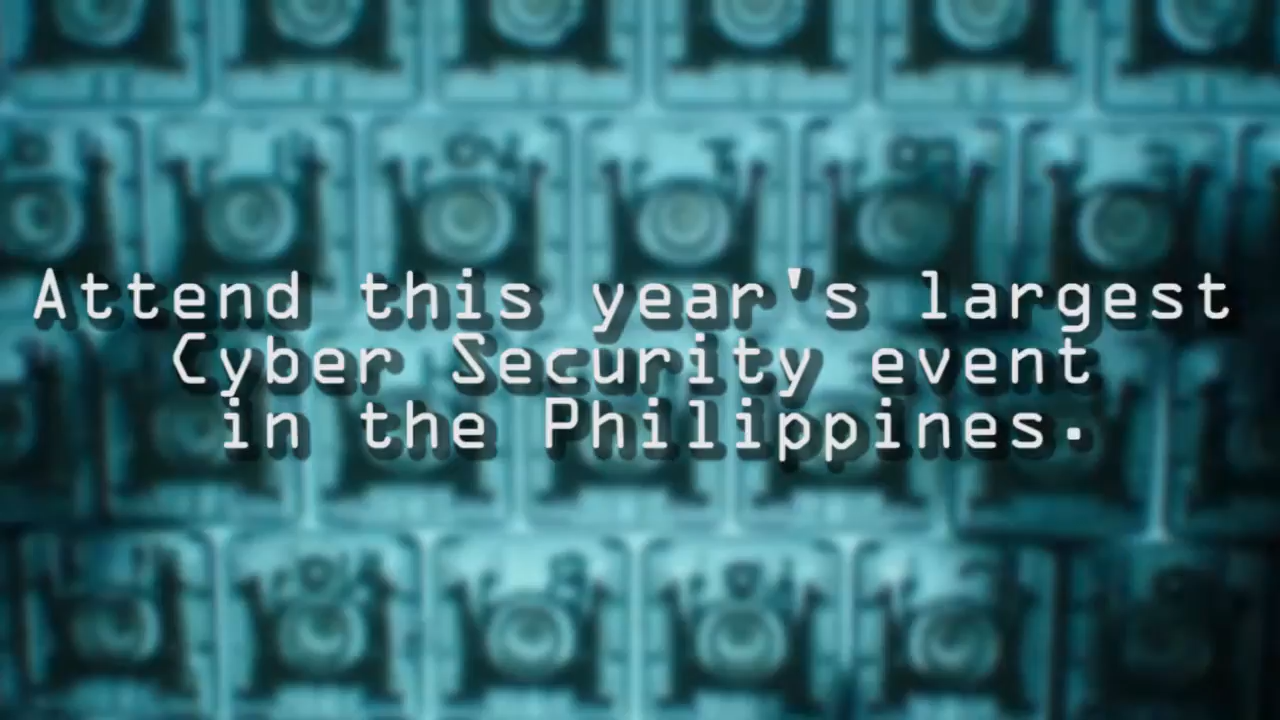 Attend this year's largest
Cyber Security event
in the Philippines.